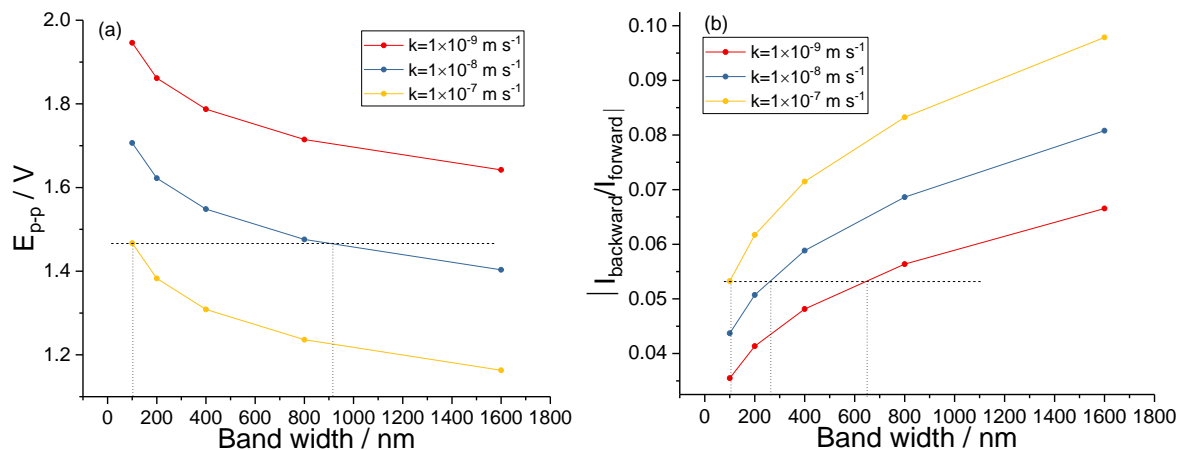 (a)
k=1×10⁻⁹ m s⁻¹
k=1×10⁻⁸ m s⁻¹
k=1×10⁻⁷ m s⁻¹
2.0
1.8
1.6
1.4
1.2
E_p-p / V
0 200 400 600 800 1000 1200 1400 1600 1800
Band width / nm
(b)
k=1×10⁻⁹ m s⁻¹
k=1×10⁻⁸ m s⁻¹
k=1×10⁻⁷ m s⁻¹
0.10
0.09
0.08
0.07
0.06
0.05
0.04
| I_backward/I_forward |
0 200 400 600 800 1000 1200 1400 1600 1800
Band width / nm